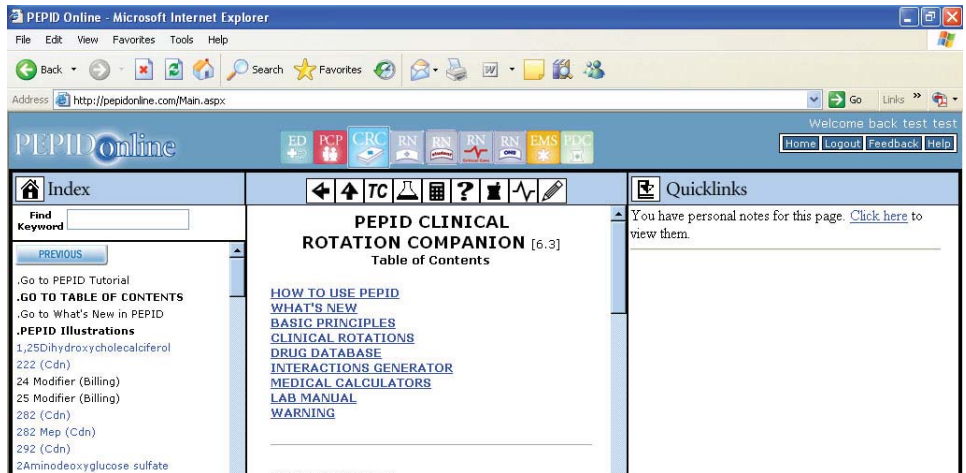 PEPID Online - Microsoft Internet Explorer
File Edit View Favorites Tools Help
Back Search Favorites
Address http://pepidonline.com/Main.aspx Go Links »
Welcome back test test
PEPID Online
ED PCP CRC RN RN RN RN EMS PDC
Home Logout Feedback Help
Index
TC ?
Quicklinks
Find
Keyword
PREVIOUS
.Go to PEPID Tutorial
.GO TO TABLE OF CONTENTS
.Go to What's New in PEPID
.PEPID Illustrations
1,25Dihydroxycholecalciferol
222 (Cdn)
24 Modifier (Billing)
25 Modifier (Billing)
282 (Cdn)
282 Mep (Cdn)
292 (Cdn)
2Aminodeoxyglucose sulfate
PEPID CLINICAL
ROTATION COMPANION [6.3]
Table of Contents
HOW TO USE PEPID
WHAT'S NEW
BASIC PRINCIPLES
CLINICAL ROTATIONS
DRUG DATABASE
INTERACTIONS GENERATOR
MEDICAL CALCULATORS
LAB MANUAL
WARNING
You have personal notes for this page. Click here to
view them.